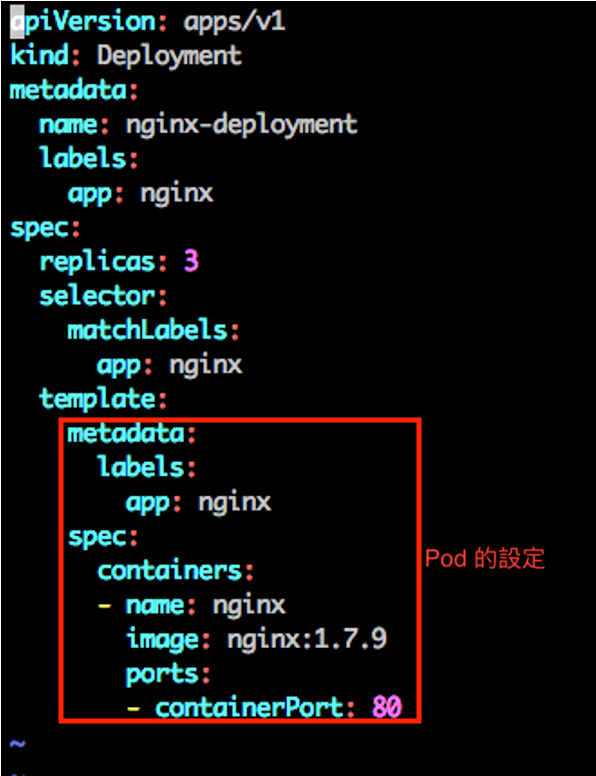 apiVersion: apps/v1
kind: Deployment
metadata:
  name: nginx-deployment
  labels:
    app: nginx
spec:
  replicas: 3
  selector:
    matchLabels:
      app: nginx
  template:
    metadata:
      labels:
        app: nginx
    spec:
      containers:
      - name: nginx
        image: nginx:1.7.9
        ports:
        - containerPort: 80
~
~
Pod 的設定